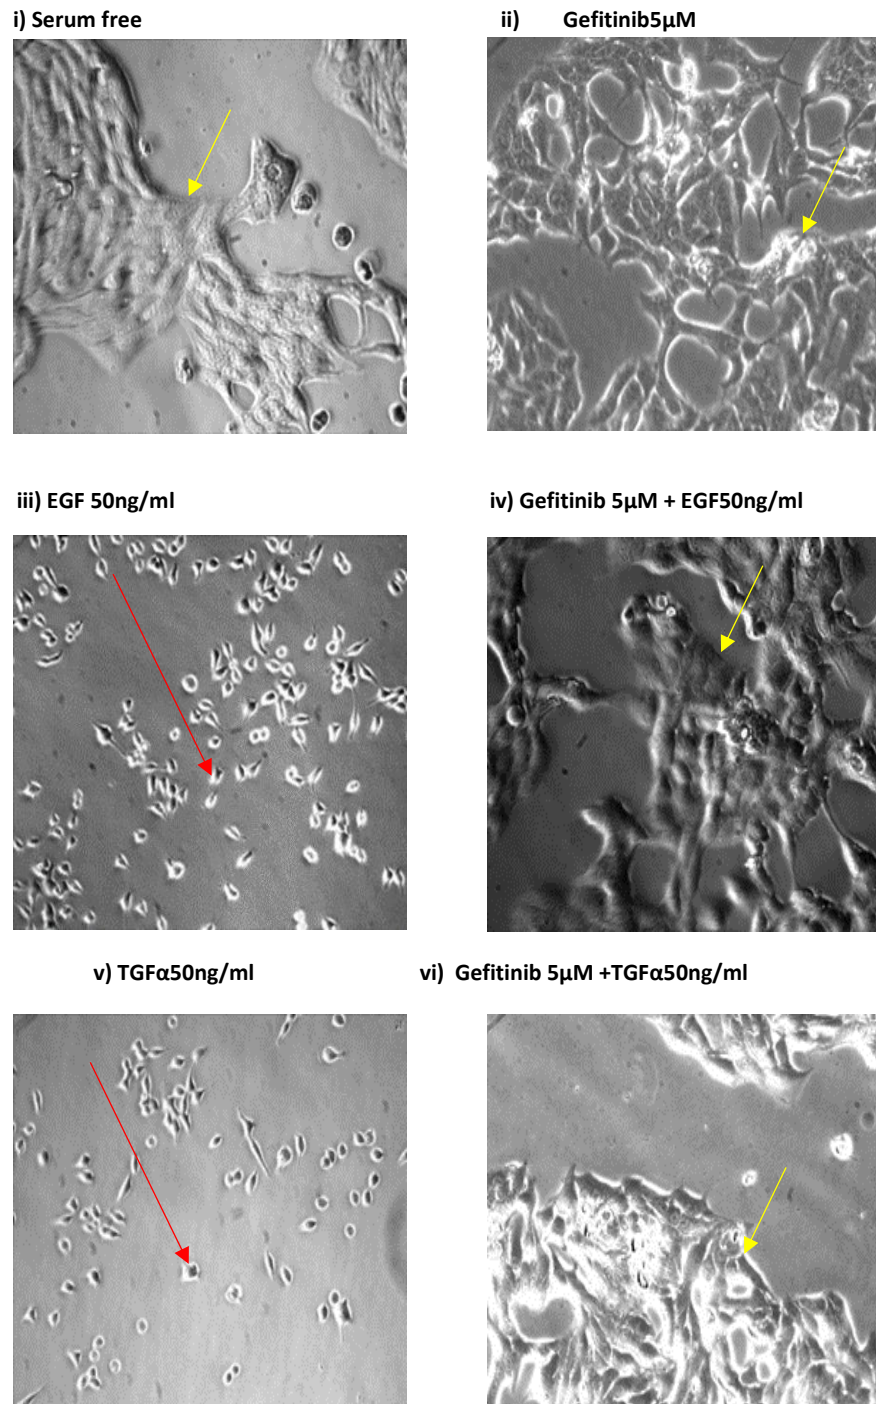 i) Serum free
ii) Gefitinib5μM
iii) EGF 50ng/ml
iv) Gefitinib 5μM + EGF50ng/ml
v) TGFα50ng/ml
vi) Gefitinib 5μM +TGFα50ng/ml